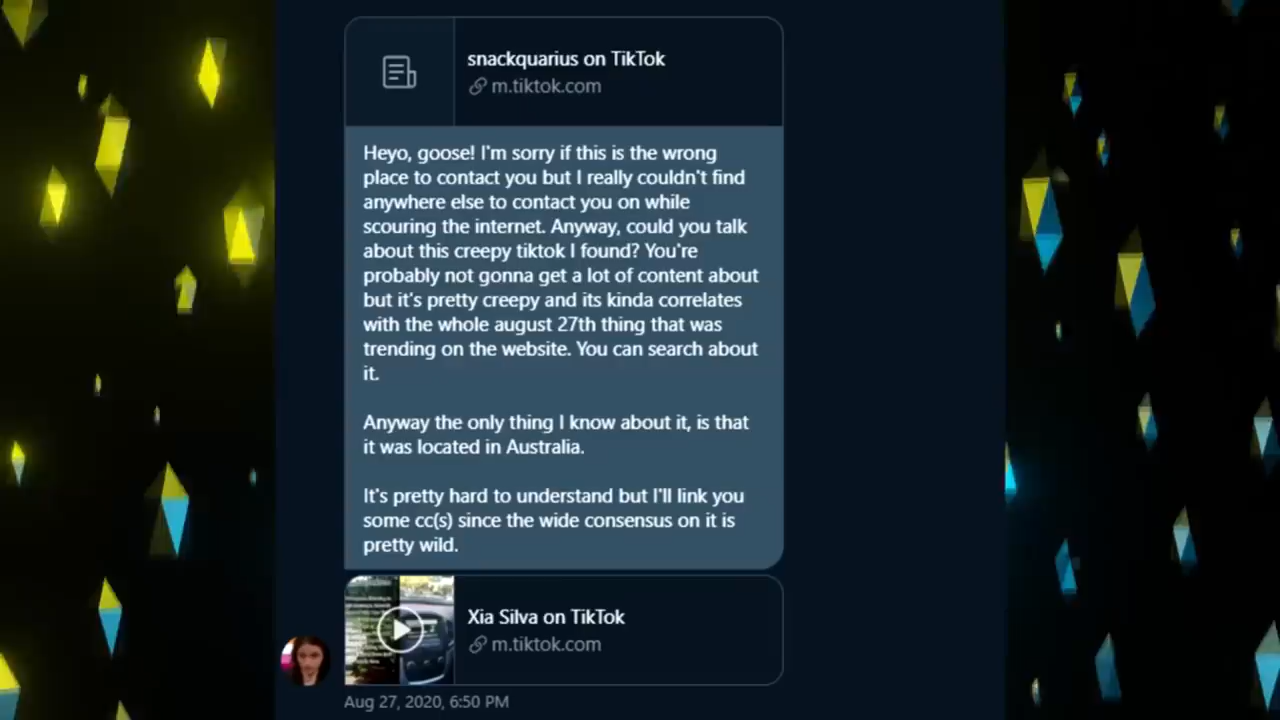 snackquarius on TikTok
m.tiktok.com
Heyo, goose! I'm sorry if this is the wrong
place to contact you but I really couldn't find
anywhere else to contact you on while
scouring the internet. Anyway, could you talk
about this creepy tiktok I found? You're
probably not gonna get a lot of content about
but it's pretty creepy and its kinda correlates
with the whole august 27th thing that was
trending on the website. You can search about
it.
Anyway the only thing I know about it, is that
it was located in Australia.
It's pretty hard to understand but I'll link you
some cc(s) since the wide consensus on it is
pretty wild.
Xia Silva on TikTok
m.tiktok.com
Aug 27, 2020, 6:50 PM